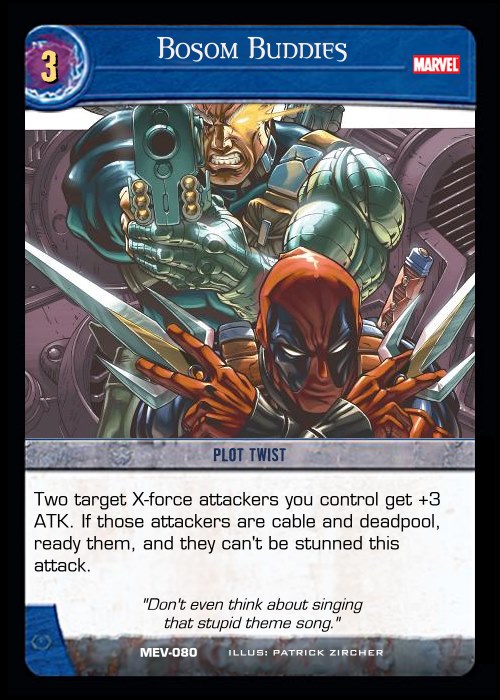 3
Bosom Buddies
MARVEL
PLOT TWIST
Two target X-force attackers you control get +3
ATK. If those attackers are cable and deadpool,
ready them, and they can't be stunned this
attack.
"Don't even think about singing
that stupid theme song."
MEV-080 ILLUS: PATRICK ZIRCHER